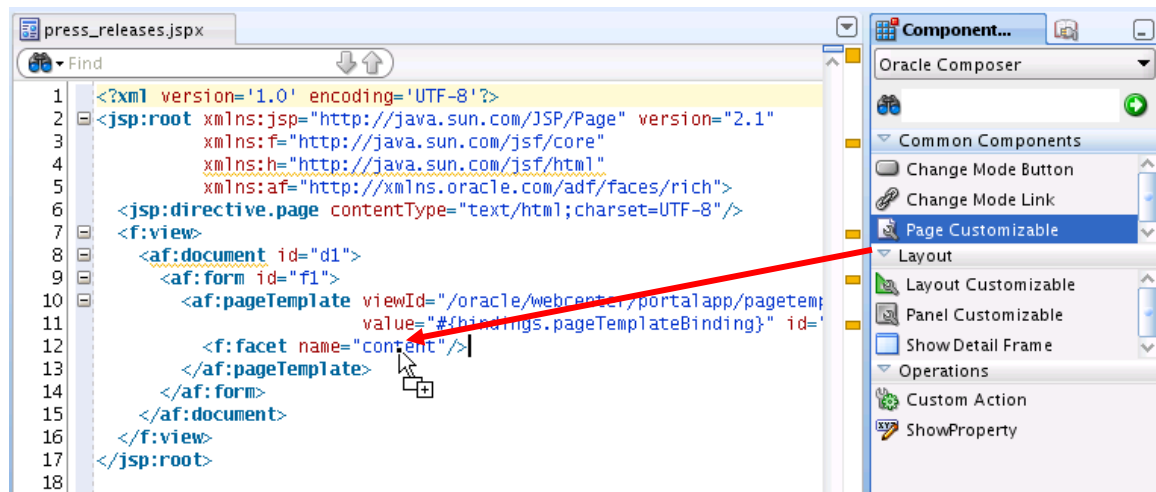 press_releases.jspx
Find
1 <?xml version='1.0' encoding='UTF-8'?>
2 <jsp:root xmlns:jsp="http://java.sun.com/JSP/Page" version="2.1"
3 xmlns:f="http://java.sun.com/jsf/core"
4 xmlns:h="http://java.sun.com/jsf/html"
5 xmlns:af="http://xmlns.oracle.com/adf/faces/rich">
6 <jsp:directive.page contentType="text/html;charset=UTF-8"/>
7 <f:view>
8 <af:document id="d1">
9 <af:form id="f1">
10 <af:pageTemplate viewId="/oracle/webcenter/portalapp/pagetemp
11 value="#{bindings.pageTemplateBinding}" id='
12 <f:facet name="content"/>
13 </af:pageTemplate>
14 </af:form>
15 </af:document>
16 </f:view>
17 </jsp:root>
18
Component...
Oracle Composer
Common Components
Change Mode Button
Change Mode Link
Page Customizable
Layout
Layout Customizable
Panel Customizable
Show Detail Frame
Operations
Custom Action
ShowProperty